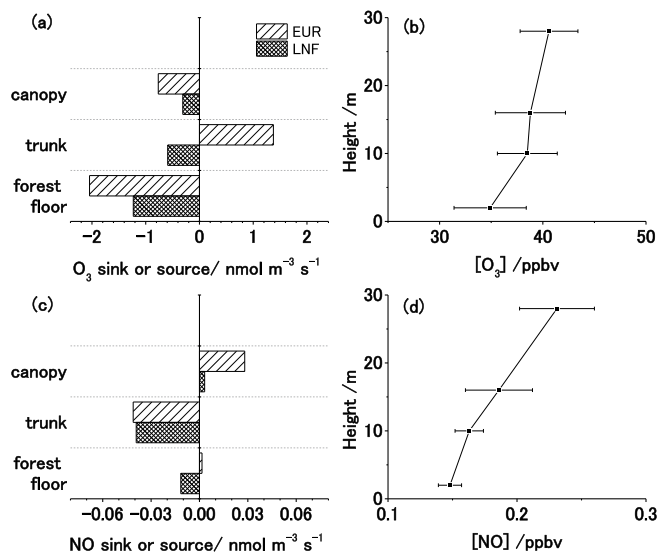 (a)
EUR
LNF
canopy
trunk
forest
floor
−2 −1 0 1 2
O₃ sink or source/ nmol m⁻³ s⁻¹
(b)
30
20
10
0
Height /m
30 40 50
[O₃] /ppbv
(c)
canopy
trunk
forest
floor
−0.06 −0.03 0.00 0.03 0.06
NO sink or source/ nmol m⁻³ s⁻¹
(d)
30
20
10
0
Height /m
0.1 0.2 0.3
[NO] /ppbv